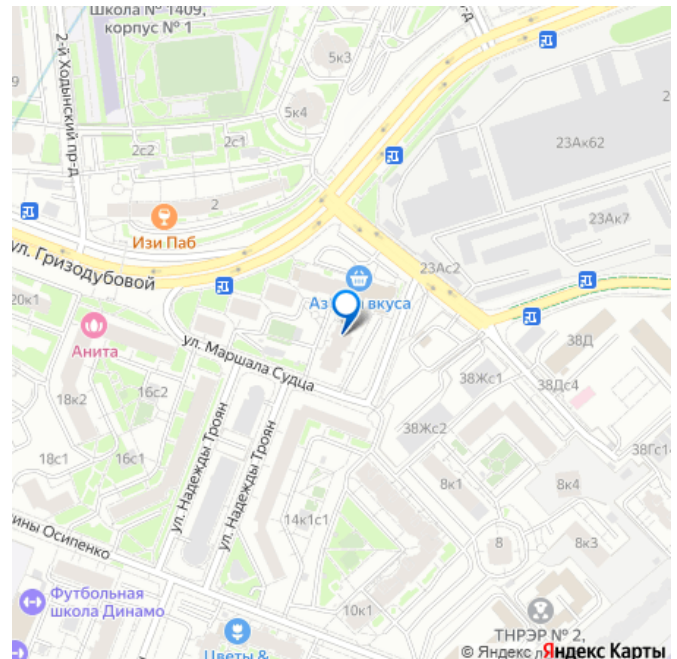 Школа № 1409,
корпус № 1
пр-д
2-й Ходынский пр-д
5к3
5к4
2с2
2с1
23Ак62
2
Изи Паб
23Ак7
ул. Гризодубовой
23Ас2
20к1
вкуса
Анита
ул. Маршала Судца
38Д
38Жс1
38Дс4
18к2
16с2
ул. Надежды Троян
ул. Надежды Троян
38Жс2
38Гс14
18с1
16с1
8к1
8к4
14к1с1
ины Осипенко
8
8к3
Футбольная
школа Динамо
10к1
ТНРЭР № 2,
Цветы &
© Яндекс
Яндекс Карты